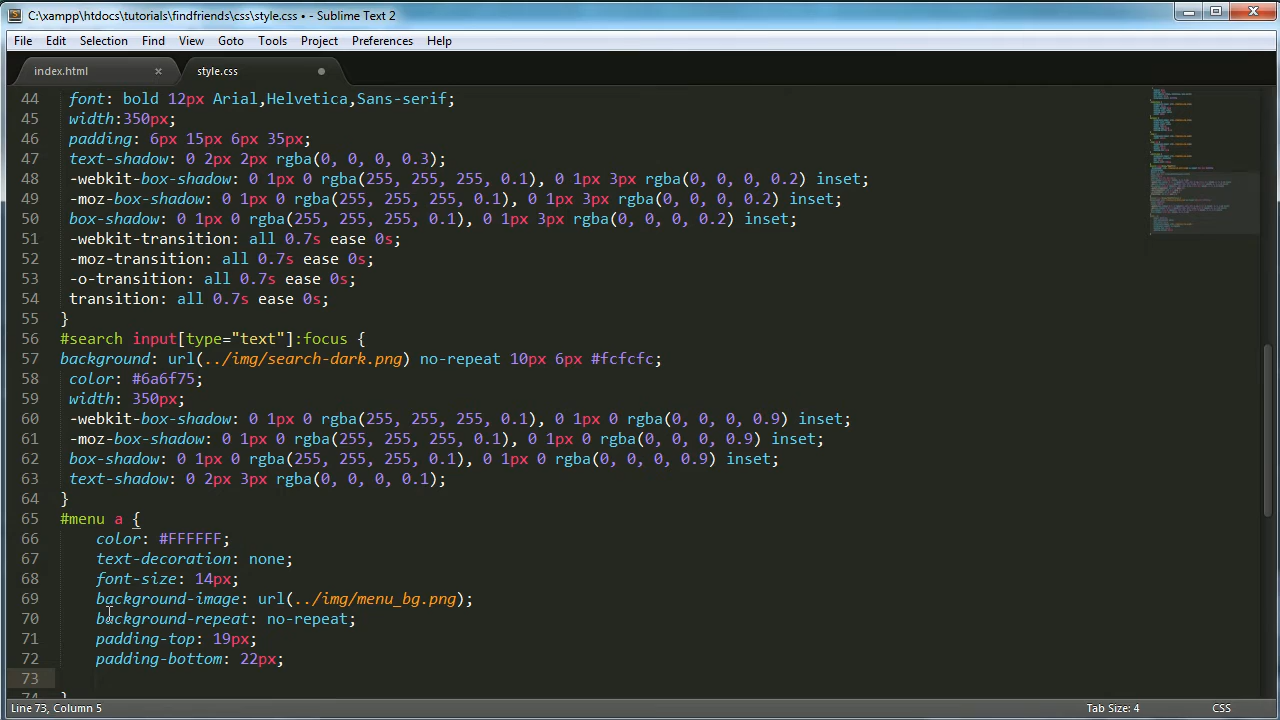 C:\xampp\htdocs\tutorials\findfriends\css\style.css • - Sublime Text 2
File Edit Selection Find View Goto Tools Project Preferences Help
index.html × style.css
44 font: bold 12px Arial,Helvetica,Sans-serif;
45 width:350px;
46 padding: 6px 15px 6px 35px;
47 text-shadow: 0 2px 2px rgba(0, 0, 0, 0.3);
48 -webkit-box-shadow: 0 1px 0 rgba(255, 255, 255, 0.1), 0 1px 3px rgba(0, 0, 0, 0.2) inset;
49 -moz-box-shadow: 0 1px 0 rgba(255, 255, 255, 0.1), 0 1px 3px rgba(0, 0, 0, 0.2) inset;
50 box-shadow: 0 1px 0 rgba(255, 255, 255, 0.1), 0 1px 3px rgba(0, 0, 0, 0.2) inset;
51 -webkit-transition: all 0.7s ease 0s;
52 -moz-transition: all 0.7s ease 0s;
53 -o-transition: all 0.7s ease 0s;
54 transition: all 0.7s ease 0s;
55 }
56 #search input[type="text"]:focus {
57 background: url(../img/search-dark.png) no-repeat 10px 6px #fcfcfc;
58 color: #6a6f75;
59 width: 350px;
60 -webkit-box-shadow: 0 1px 0 rgba(255, 255, 255, 0.1), 0 1px 0 rgba(0, 0, 0, 0.9) inset;
61 -moz-box-shadow: 0 1px 0 rgba(255, 255, 255, 0.1), 0 1px 0 rgba(0, 0, 0, 0.9) inset;
62 box-shadow: 0 1px 0 rgba(255, 255, 255, 0.1), 0 1px 0 rgba(0, 0, 0, 0.9) inset;
63 text-shadow: 0 2px 3px rgba(0, 0, 0, 0.1);
64 }
65 #menu a {
66 color: #FFFFFF;
67 text-decoration: none;
68 font-size: 14px;
69 background-image: url(../img/menu_bg.png);
70 background-repeat: no-repeat;
71 padding-top: 19px;
72 padding-bottom: 22px;
73
74 }
Line 73, Column 5 Tab Size: 4 CSS